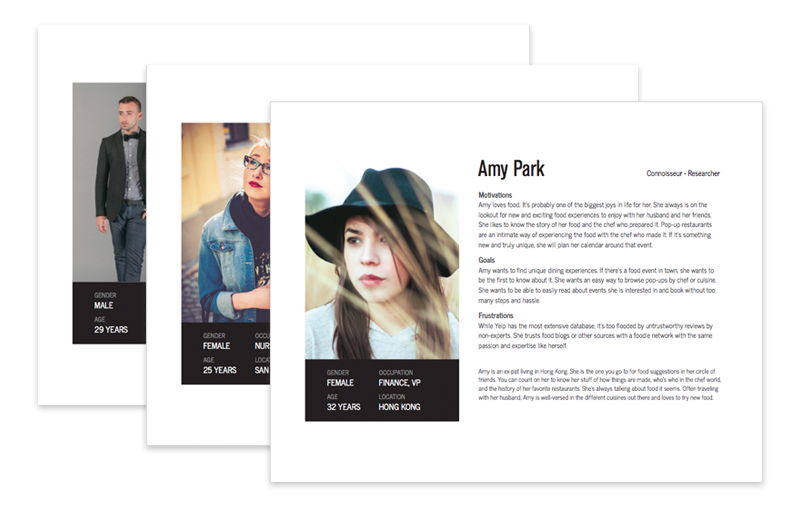 GENDER
MALE
AGE
29 YEARS
GENDER
FEMALE
AGE
25 YEARS
SAN
Amy Park
Connoisseur - Researcher
Motivations
Amy loves food. It's probably one of the biggest joys in life for her. She always is on the
lookout for new and exciting food experiences to enjoy with her husband and her friends.
She likes to know the story of her food and the chef who prepared it. Pop-up restaurants
are an intimate way of experiencing the food with the chef who made it. If it's something
new and truly unique, she will plan her calendar around that event.
Goals
Amy wants to find unique dining experiences. If there's a food event in town, she wants to
be the first to know about it. She wants an easy way to browse pop-ups by chef or cuisine.
She wants to be able to easily read about events she is interested in and book without too
many steps and hassle.
Frustrations
While Yelp has the most extensive database, it's too flooded by untrustworthy reviews by
non-experts. She trusts food blogs or other sources with a foodie network with the same
passion and expertise like herself.
Amy is an ex-pat living in Hong Kong. She is the one you go to for food suggestions in her circle of
friends. You can count on her to know her stuff of how things are made, who's who in the chef world,
and the history of her favorite restaurants. She's always talking about food it seems. Often traveling
with her husband, Amy is well-versed in the different cuisines out there and loves to try new food.
GENDER OCCUPATION
FEMALE FINANCE, VP
AGE LOCATION
32 YEARS HONG KONG